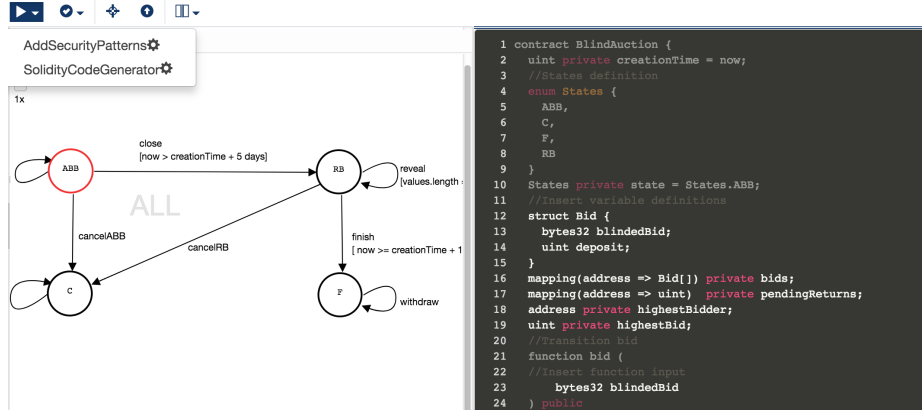 AddSecurityPatterns
SolidityCodeGenerator
1x
close
[now > creationTime + 5 days]
ABB
RB
reveal
[values.length =
ALL
cancelABB
cancelRB
finish
[ now >= creationTime + 1
C
F
withdraw
1 contract BlindAuction {
2 uint private creationTime = now;
3 //States definition
4 enum States {
5 ABB,
6 C,
7 F,
8 RB
9 }
10 States private state = States.ABB;
11 //Insert variable definitions
12 struct Bid {
13 bytes32 blindedBid;
14 uint deposit;
15 }
16 mapping(address => Bid[]) private bids;
17 mapping(address => uint)  private pendingReturns;
18 address private highestBidder;
19 uint private highestBid;
20 //Transition bid
21 function bid (
22 //Insert function input
23 bytes32 blindedBid
24 ) public